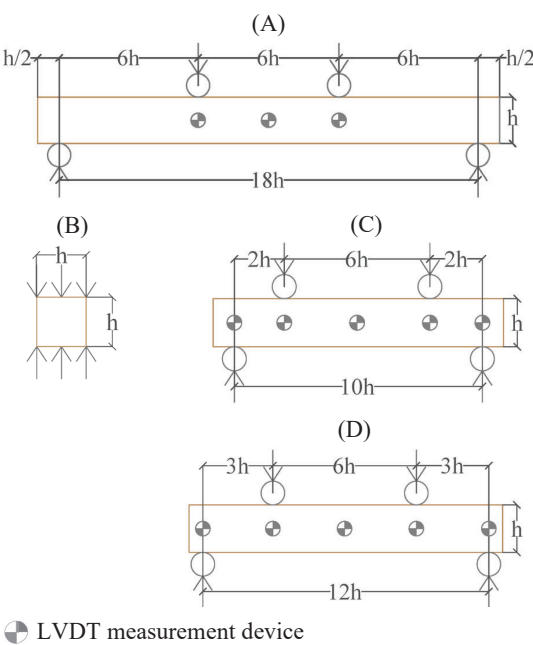 (A)
h/2 6h 6h 6h h/2
h
18h
(B)
h
h
(C)
2h 6h 2h
h
10h
(D)
3h 6h 3h
h
12h
LVDT measurement device